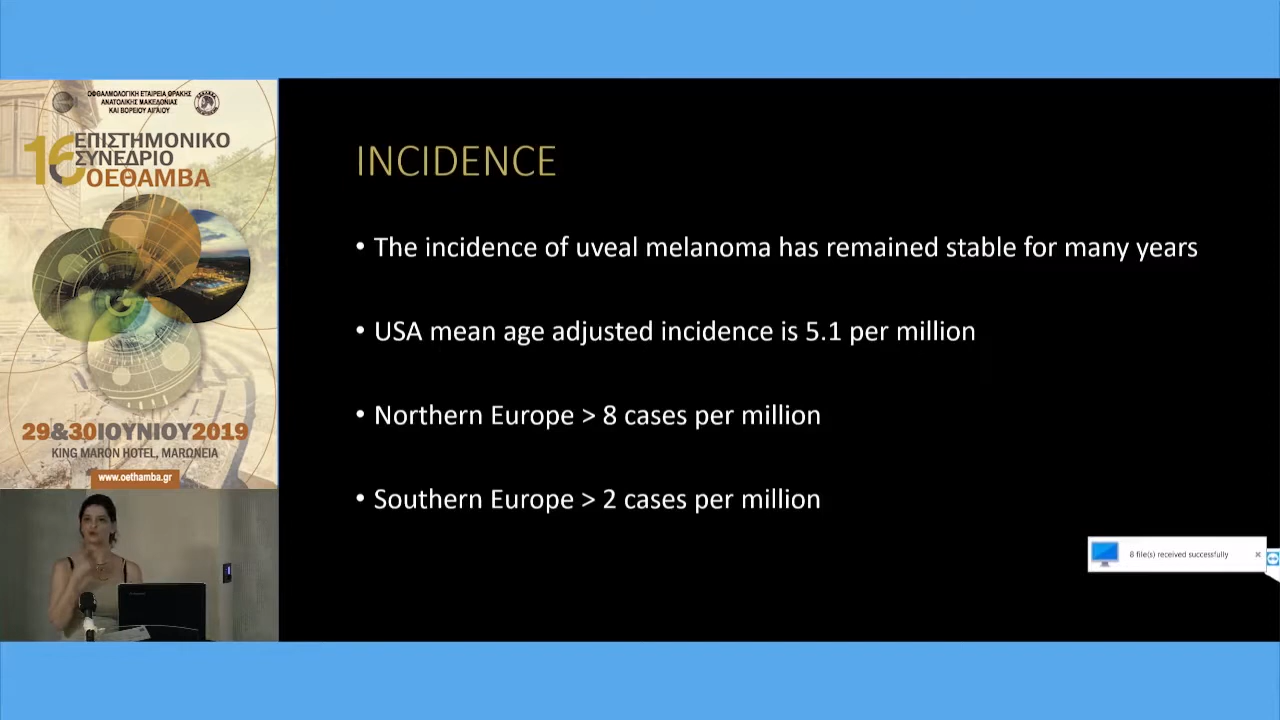 ΟΦΘΑΛΜΟΛΟΓΙΚΗ ΕΤΑΙΡΕΙΑ ΘΡΑΚΗΣ
ΑΝΑΤΟΛΙΚΗΣ ΜΑΚΕΔΟΝΙΑΣ
ΚΑΙ ΒΟΡΕΙΟΥ ΑΙΓΑΙΟΥ
16 ΕΠΙΣΤΗΜΟΝΙΚΟ
ΣΥΝΕΔΡΙΟ
ΟΕΘΑΜΒΑ
29&30ΙΟΥΝΙΟΥ2019
KING MARON HOTEL, ΜΑΡΩΝΕΙΑ
www.oethamba.gr
INCIDENCE
• The incidence of uveal melanoma has remained stable for many years
• USA mean age adjusted incidence is 5.1 per million
• Northern Europe > 8 cases per million
• Southern Europe > 2 cases per million
8 file(s) received successfully